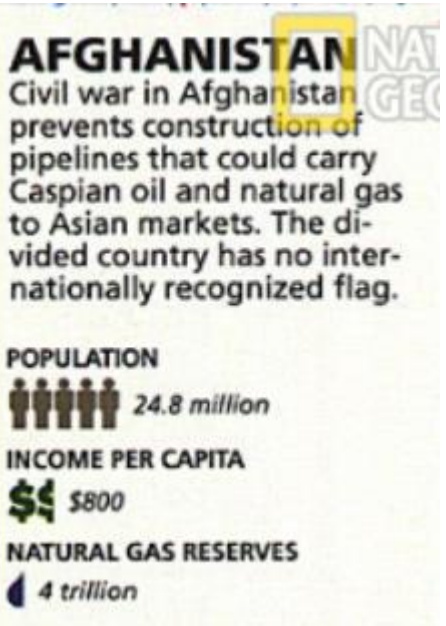 AFGHANISTAN
NAT
GEO
Civil war in Afghanistan
prevents construction of
pipelines that could carry
Caspian oil and natural gas
to Asian markets. The di-
vided country has no inter-
nationally recognized flag.
POPULATION
24.8 million
INCOME PER CAPITA
$$ $800
NATURAL GAS RESERVES
4 trillion